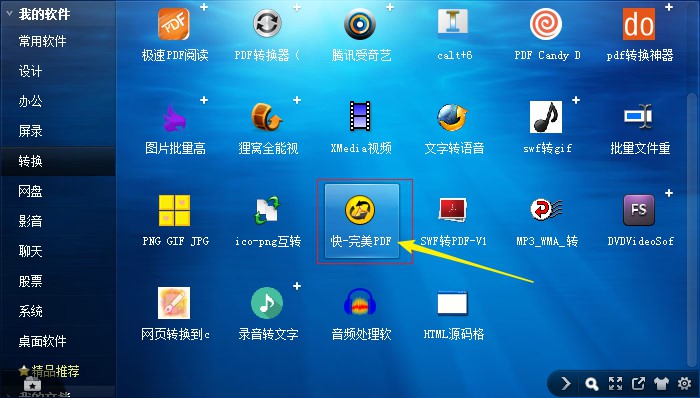 我的软件
常用软件
设计
办公
屏录
转换
网盘
影音
聊天
股票
系统
桌面软件
精品推荐
PDF
do
极速PDF阅读
PDF转换器（
腾讯受奇艺
calt+6
PDF Candy D
pdf转换神器
图片批量高
狸窝全能视
XMedia视频
文字转语音
swf转gif
批量文件重
FS
PNG GIF JPG
ico-png互转
快-完美PDF
SWF转PDF-V1
MP3_WMA_转
DVDVideoSof
网页转换到c
录音转文字
音频处理软
HTML源码格